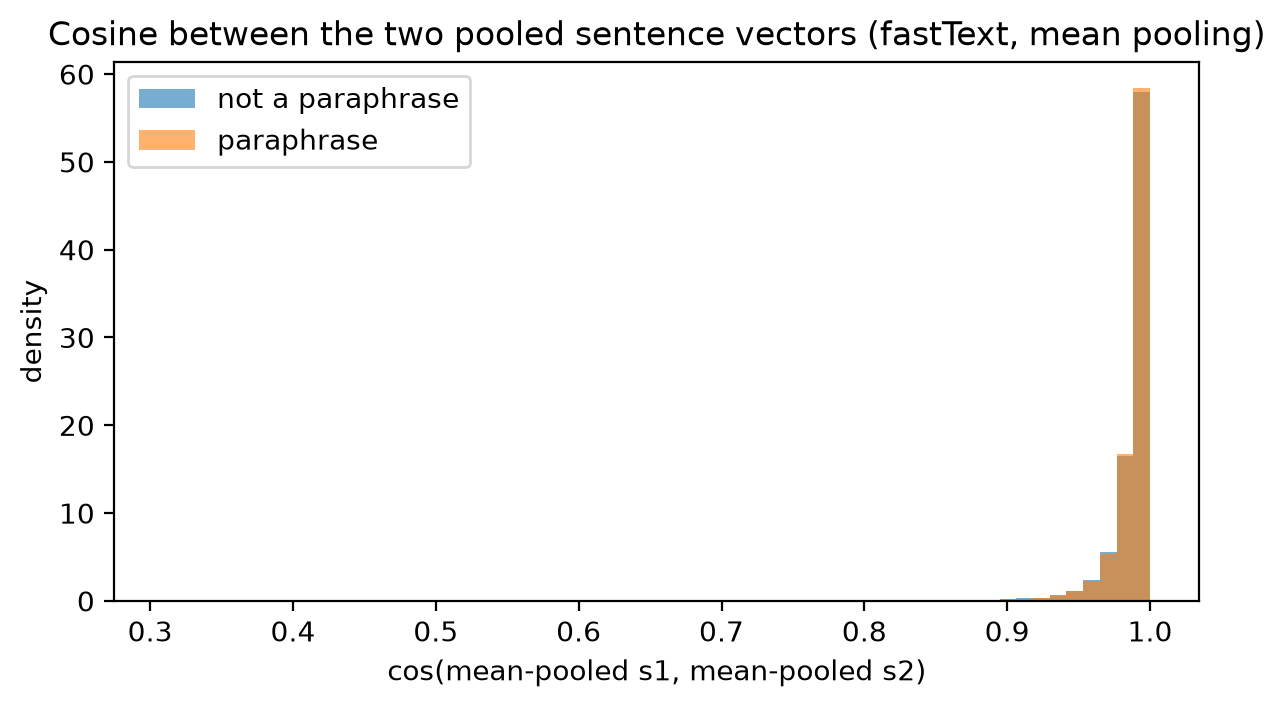 Cosine between the two pooled sentence vectors (fastText, mean pooling)
60
not a paraphrase
paraphrase
50
40
density
30
20
10
0
0.3 0.4 0.5 0.6 0.7 0.8 0.9 1.0
cos(mean-pooled s1, mean-pooled s2)